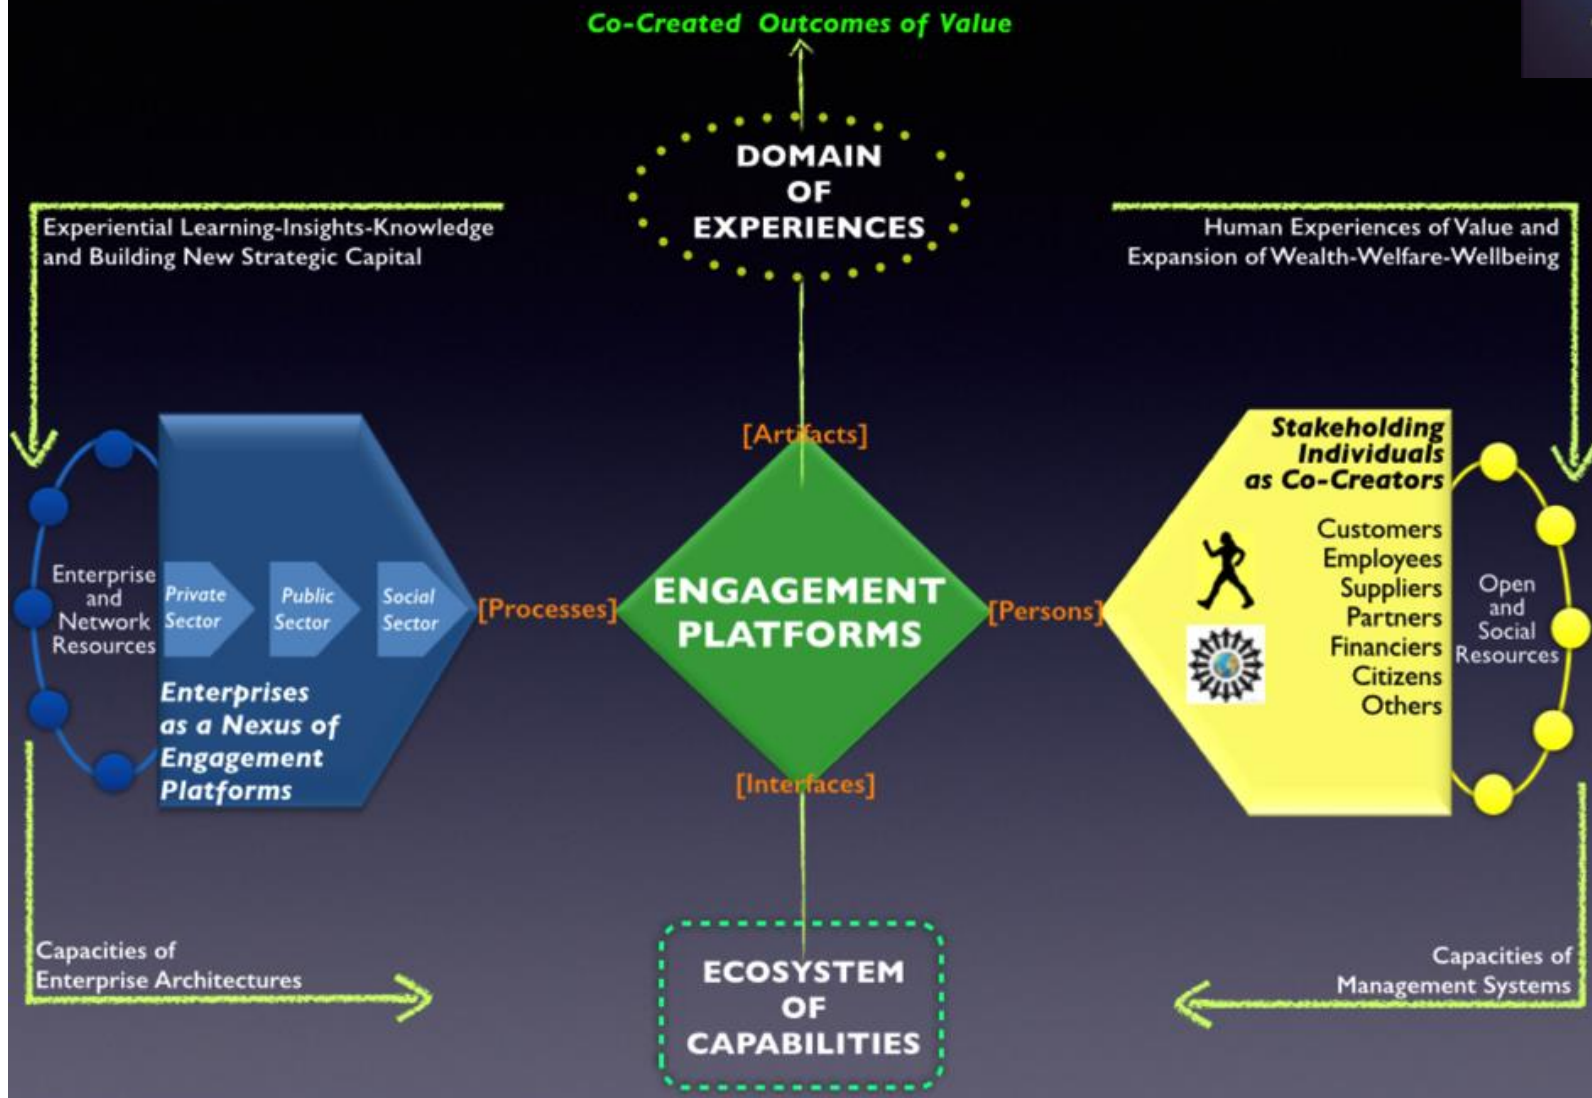 Co-Created Outcomes of Value
DOMAIN
OF
EXPERIENCES
Experiential Learning-Insights-Knowledge
and Building New Strategic Capital
Human Experiences of Value and
Expansion of Wealth-Welfare-Wellbeing
[Artifacts]
Enterprise
and
Network
Resources
Private
Sector
Public
Sector
Social
Sector
Enterprises
as a Nexus of
Engagement
Platforms
[Processes]
ENGAGEMENT
PLATFORMS
[Persons]
Stakeholding
Individuals
as Co-Creators
Customers
Employees
Suppliers
Partners
Financiers
Citizens
Others
Open
and
Social
Resources
[Interfaces]
Capacities of
Enterprise Architectures
ECOSYSTEM
OF
CAPABILITIES
Capacities of
Management Systems